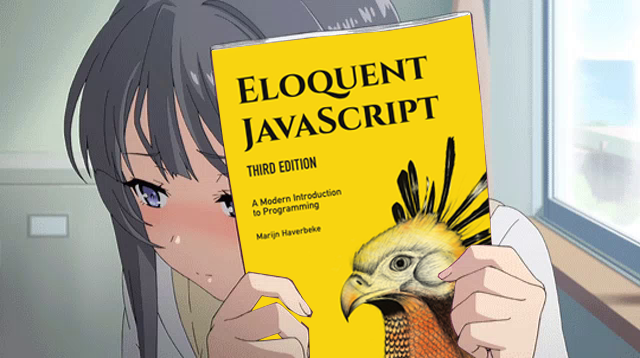 ELOQUENT
JAVASCRIPT
THIRD EDITION
A Modern Introduction
to Programming
Marijn Haverbeke